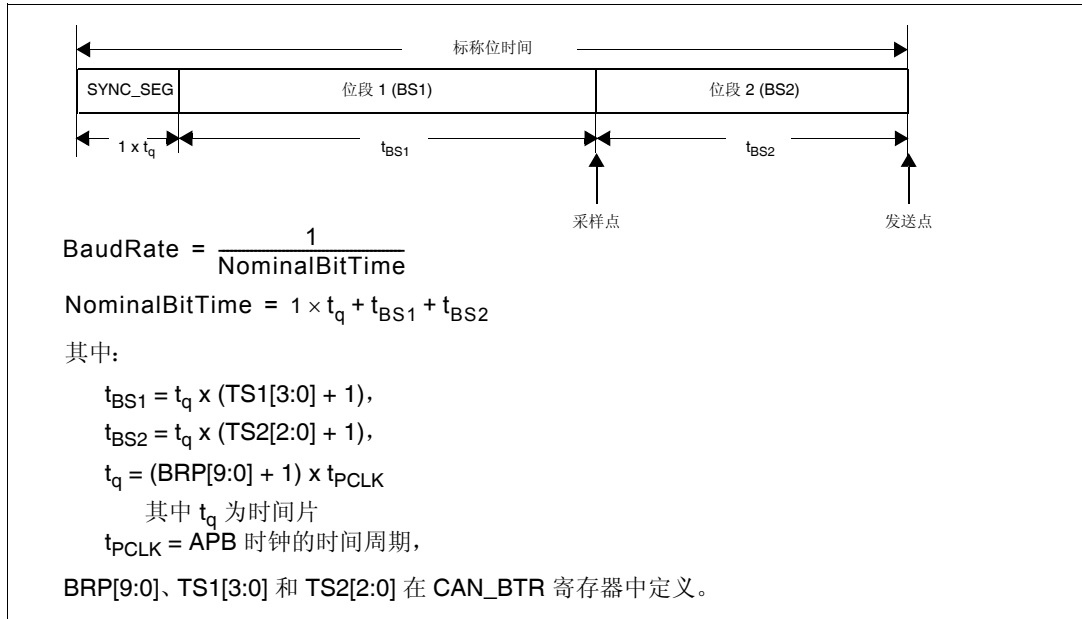 标称位时间
SYNC_SEG 位段 1 (BS1) 位段 2 (BS2)
1 x tq tBS1 tBS2
采样点 发送点
BaudRate = 1 / NominalBitTime
NominalBitTime = 1 × tq + tBS1 + tBS2
其中:
tBS1 = tq x (TS1[3:0] + 1),
tBS2 = tq x (TS2[2:0] + 1),
tq = (BRP[9:0] + 1) x tPCLK
其中 tq 为时间片
tPCLK = APB 时钟的时间周期,
BRP[9:0]、TS1[3:0] 和 TS2[2:0] 在 CAN_BTR 寄存器中定义。